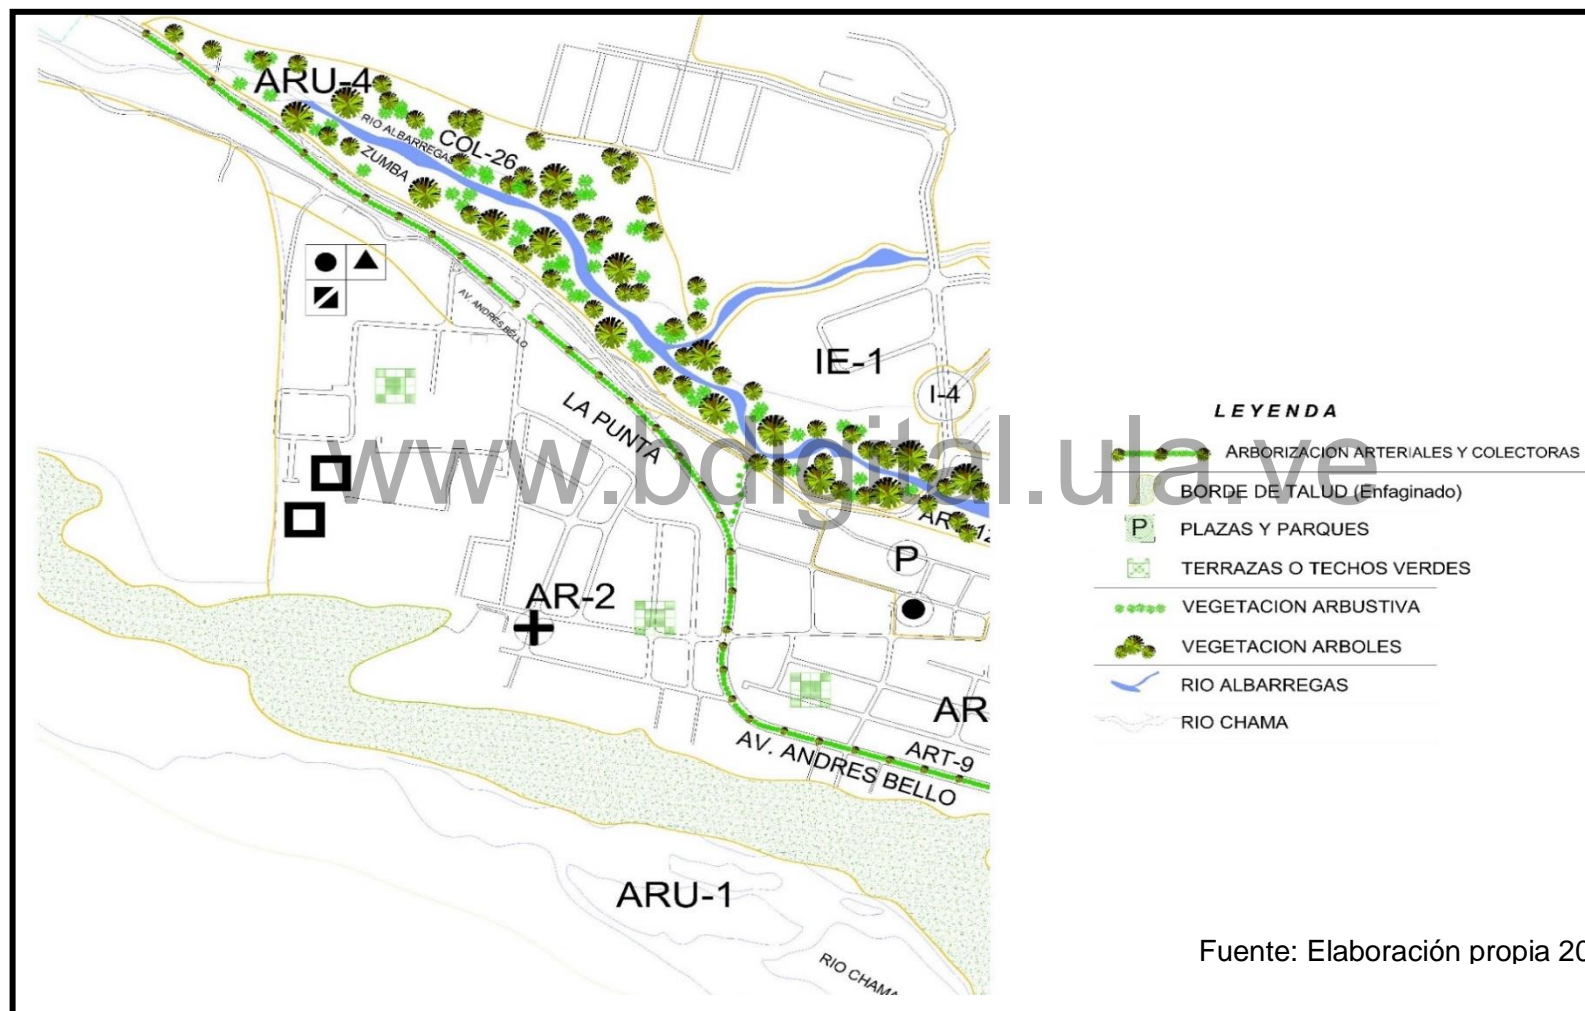 ARU-4
RIO ALBARREGAS
COL-26
ZUMBA
AV. ANDRES BELLO
IE-1
I-4
LA PUNTA
www.bdigital.ula.ve
P
AR-2
AR
ART-9
AV. ANDRES BELLO
ARU-1
RIO CHAMA
LEYENDA
ARBORIZACION ARTERIALES Y COLECTORAS
BORDE DE TALUD (Enfaginado)
P PLAZAS Y PARQUES
TERRAZAS O TECHOS VERDES
VEGETACION ARBUSTIVA
VEGETACION ARBOLES
RIO ALBARREGAS
RIO CHAMA
Fuente: Elaboración propia 20